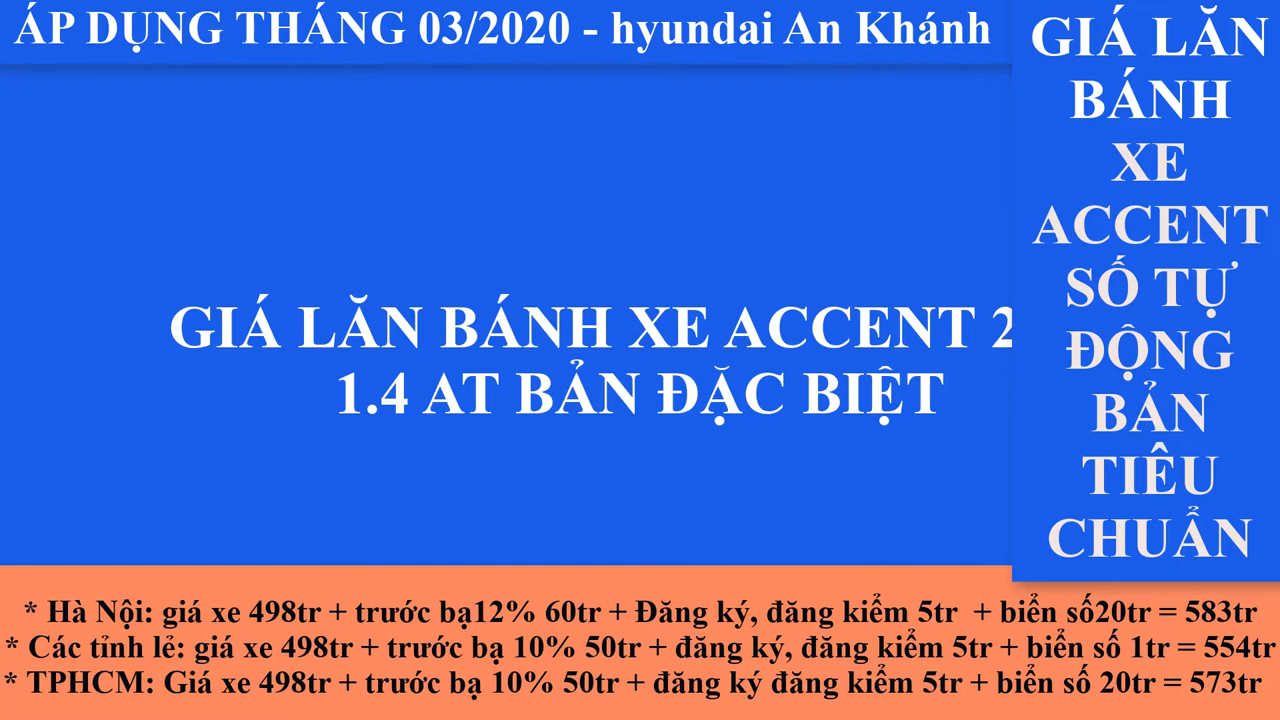 ÁP DỤNG THÁNG 03/2020 - hyundai An Khánh
GIÁ LĂN BÁNH XE ACCENT 2
1.4 AT BẢN ĐẶC BIỆT
GIÁ LĂN
BÁNH
XE
ACCENT
SỐ TỰ
ĐỘNG
BẢN
TIÊU
CHUẨN
* Hà Nội: giá xe 498tr + trước bạ12% 60tr + Đăng ký, đăng kiểm 5tr + biển số20tr = 583tr
* Các tỉnh lẻ: giá xe 498tr + trước bạ 10% 50tr + đăng ký, đăng kiểm 5tr + biển số 1tr = 554tr
* TPHCM: Giá xe 498tr + trước bạ 10% 50tr + đăng ký đăng kiểm 5tr + biển số 20tr = 573tr